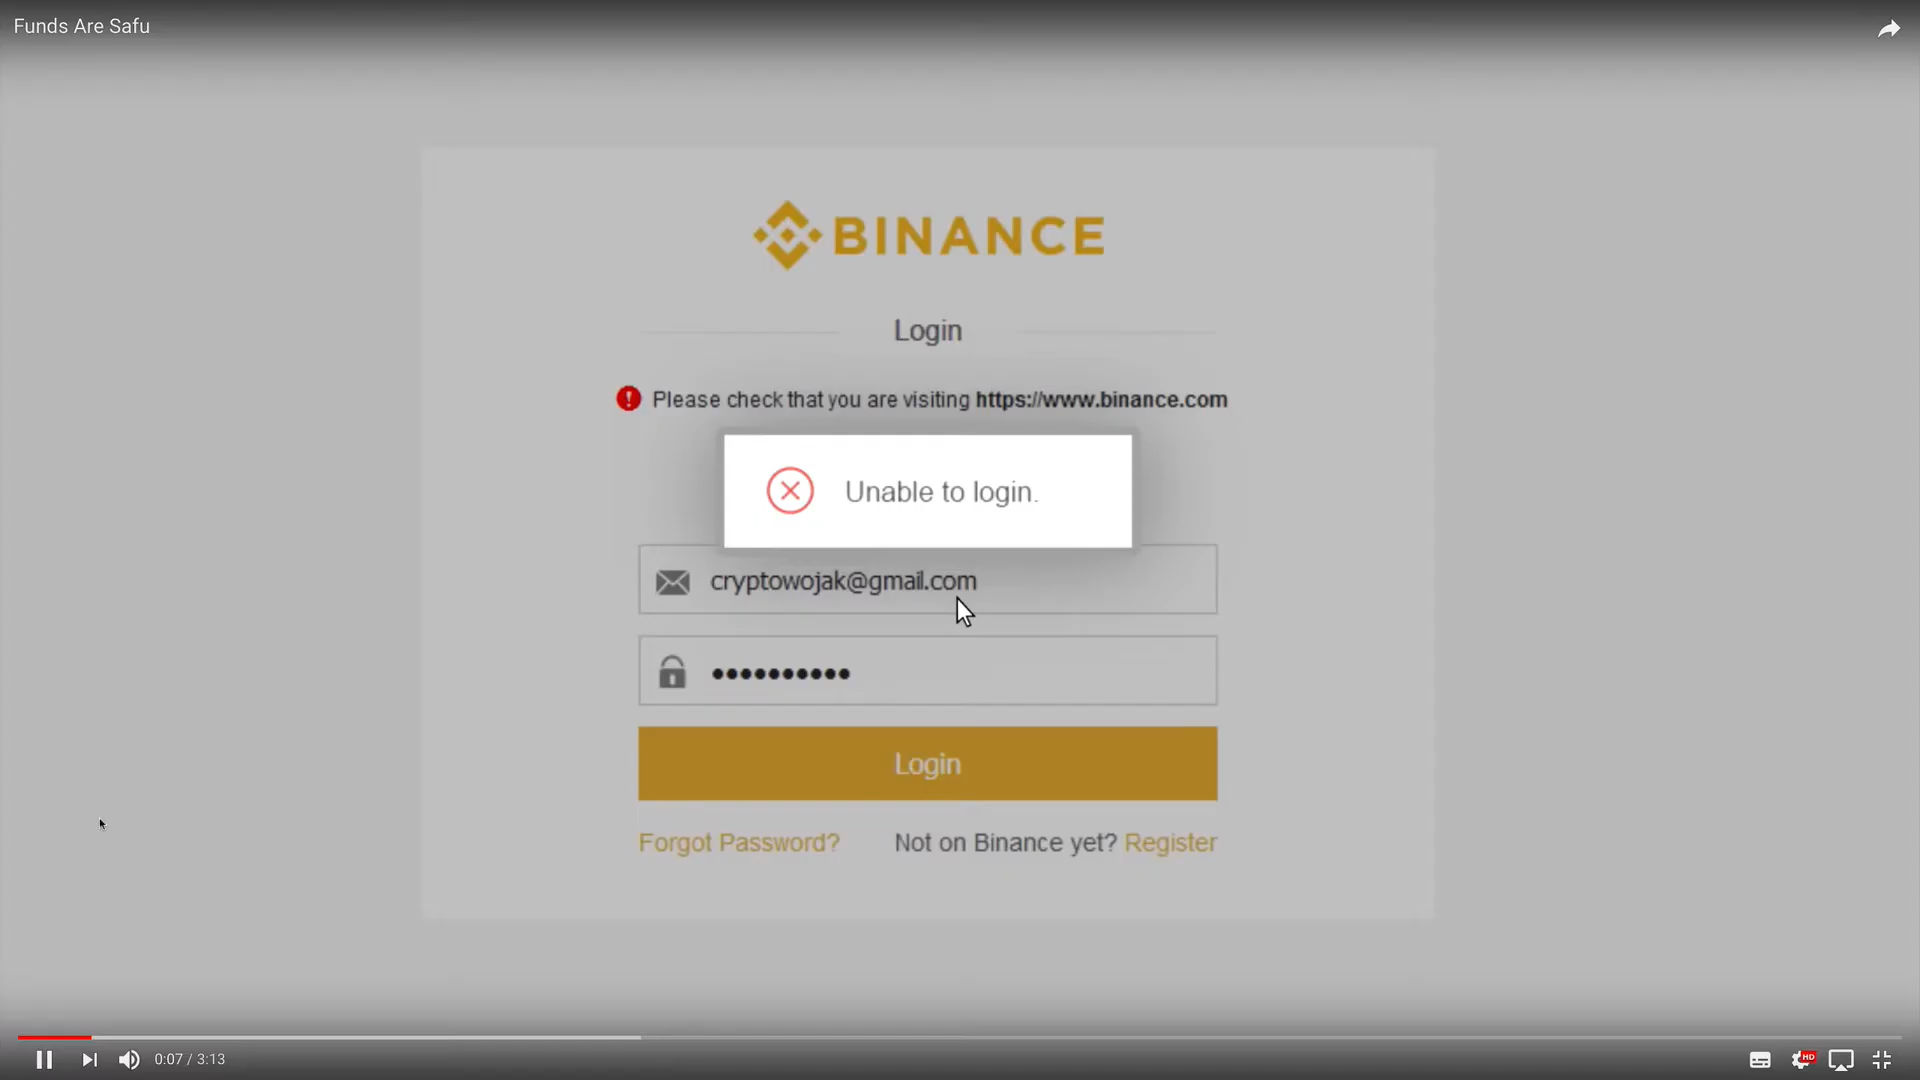 Funds Are Safu
BINANCE
Login
Please check that you are visiting https://www.binance.com
Unable to login.
cryptowojak@gmail.com
••••••••••
Login
Forgot Password? Not on Binance yet? Register
0:07 / 3:13
HD